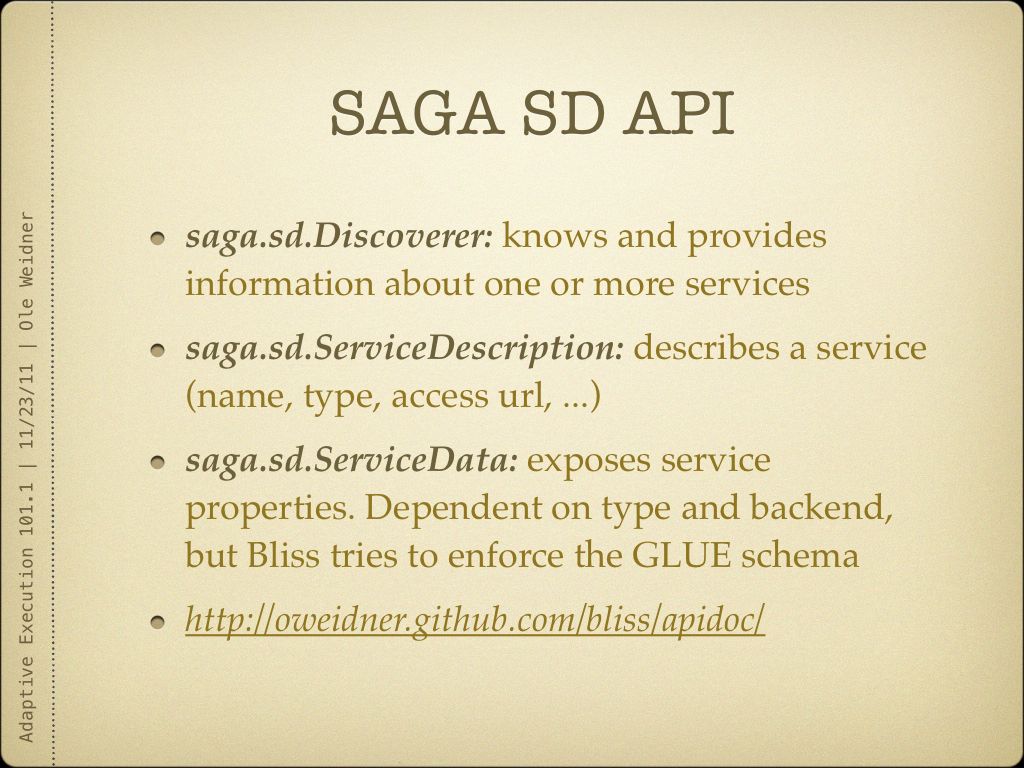 SAGA SD API
saga.sd.Discoverer: knows and provides
information about one or more services
saga.sd.ServiceDescription: describes a service
(name, type, access url, ...)
saga.sd.ServiceData: exposes service
properties. Dependent on type and backend,
but Bliss tries to enforce the GLUE schema
http://oweidner.github.com/bliss/apidoc/
Adaptive Execution 101.1 | 11/23/11 | Ole Weidner